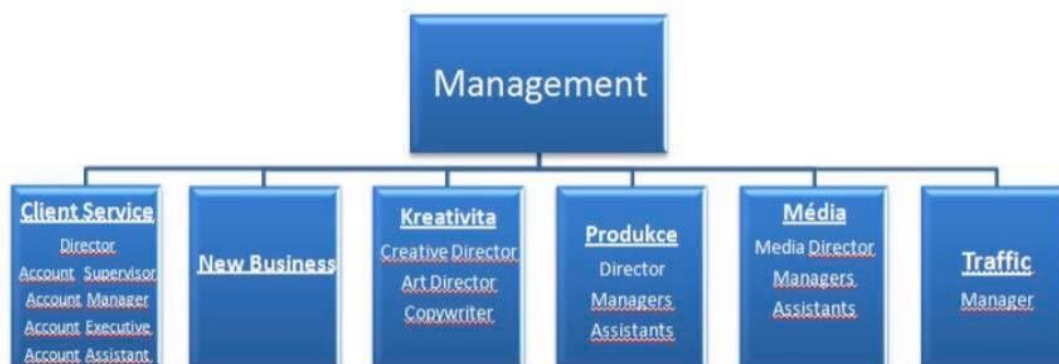 Management
Client Service
Director
Account Supervisor
Account Manager
Account Executive
Account Assistant
New Business
Kreativita
Creative Director
Art Director
Copywriter
Produkce
Director
Managers
Assistants
Média
Media Director
Managers
Assistants
Traffic
Manager